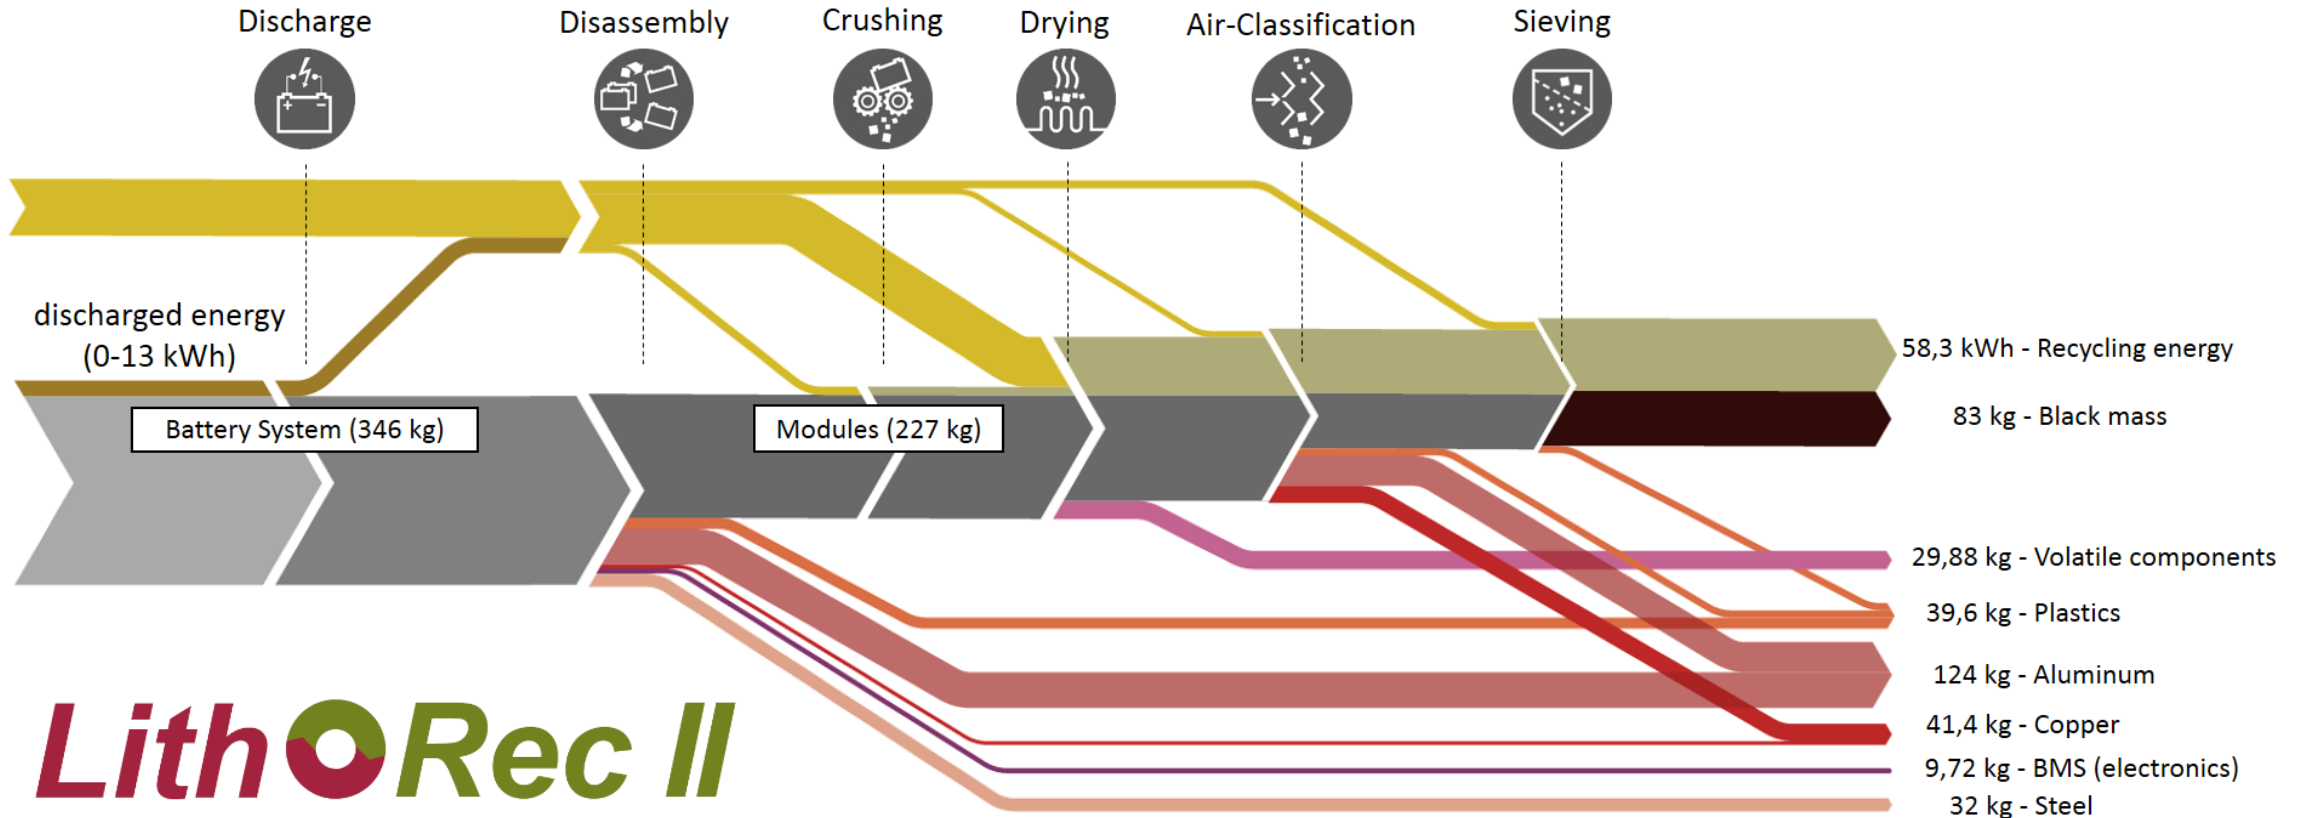 Discharge
Disassembly
Crushing
Drying
Air-Classification
Sieving
discharged energy
(0-13 kWh)
Battery System (346 kg)
Modules (227 kg)
58,3 kWh - Recycling energy
83 kg - Black mass
29,88 kg - Volatile components
39,6 kg - Plastics
124 kg - Aluminum
41,4 kg - Copper
9,72 kg - BMS (electronics)
32 kg - Steel
LithoRec II